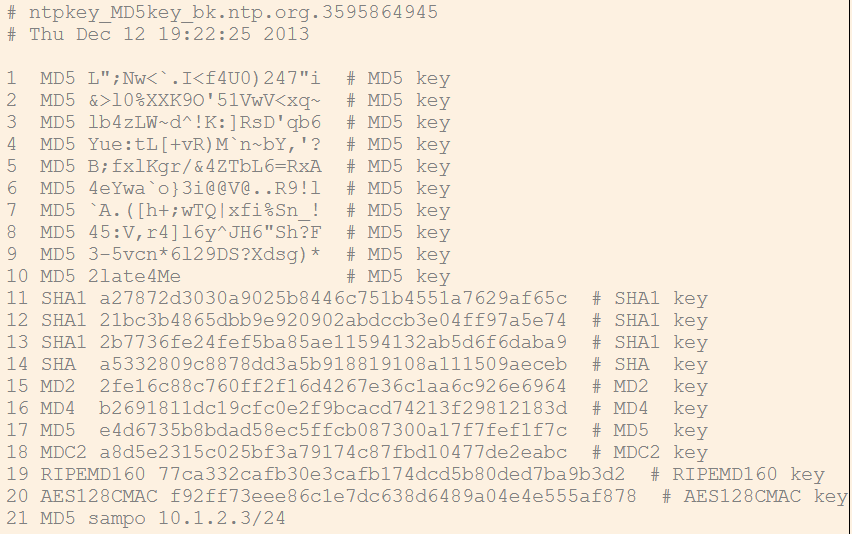 # ntpkey_MD5key_bk.ntp.org.3595864945
# Thu Dec 12 19:22:25 2013

1  MD5 L";Nw<`.I<f4U0)247"i  # MD5 key
2  MD5 &>l0%XXK9O'51VwV<xq~  # MD5 key
3  MD5 lb4zLW~d^!K:]RsD'qb6  # MD5 key
4  MD5 Yue:tL[+vR)M`n~bY,'?  # MD5 key
5  MD5 B;fxlKgr/&4ZTbL6=RxA  # MD5 key
6  MD5 4eYwa`o}3i@@V@..R9!l  # MD5 key
7  MD5 `A.([h+;wTQ|xfi%Sn_!  # MD5 key
8  MD5 45:V,r4]l6y^JH6"Sh?F  # MD5 key
9  MD5 3-5vcn*6l29DS?Xdsg)*  # MD5 key
10 MD5 2late4Me              # MD5 key
11 SHA1 a27872d3030a9025b8446c751b4551a7629af65c  # SHA1 key
12 SHA1 21bc3b4865dbb9e920902abdccb3e04ff97a5e74  # SHA1 key
13 SHA1 2b7736fe24fef5ba85ae11594132ab5d6f6daba9  # SHA1 key
14 SHA  a5332809c8878dd3a5b918819108a111509aeceb  # SHA  key
15 MD2  2fe16c88c760ff2f16d4267e36c1aa6c926e6964  # MD2  key
16 MD4  b2691811dc19cfc0e2f9bcacd74213f29812183d  # MD4  key
17 MD5  e4d6735b8bdad58ec5ffcb087300a17f7fef1f7c  # MD5  key
18 MDC2 a8d5e2315c025bf3a79174c87fbd10477de2eabc  # MDC2 key
19 RIPEMD160 77ca332cafb30e3cafb174dcd5b80ded7ba9b3d2  # RIPEMD160 key
20 AES128CMAC f92ff73eee86c1e7dc638d6489a04e4e555af878  # AES128CMAC key
21 MD5 sampo 10.1.2.3/24